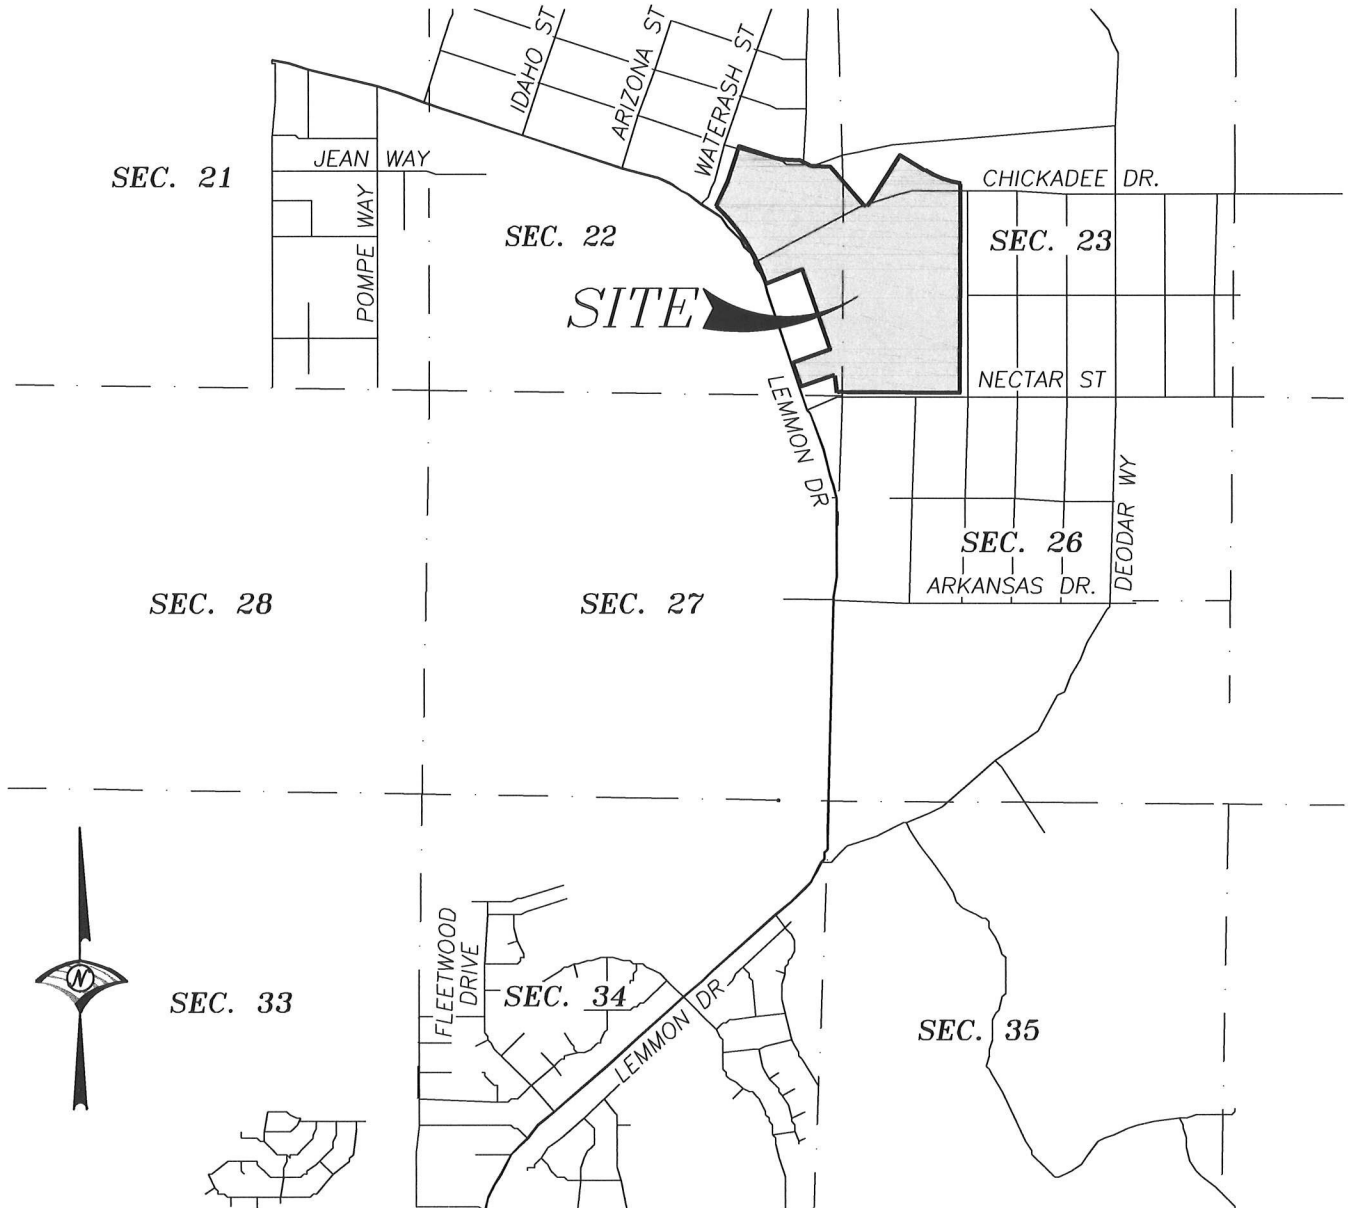 IDAHO ST
ARIZONA ST
WATERASH ST
JEAN WAY
SEC. 21
CHICKADEE DR.
POMPE WAY
SEC. 22
SEC. 23
SITE
NECTAR ST
LEMMON DR
DEODAR WY
SEC. 26
ARKANSAS DR.
SEC. 28
SEC. 27
FLEETWOOD
DRIVE
N
SEC. 33
SEC. 34
LEMMON DR
SEC. 35